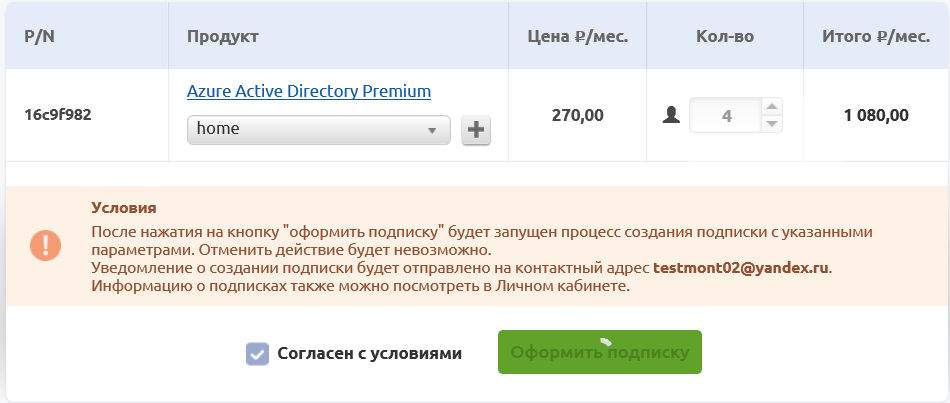 P/N Продукт Цена ₽/мес. Кол-во Итого ₽/мес.
Azure Active Directory Premium
16c9f982 home 270,00 4 1 080,00
Условия
После нажатия на кнопку "оформить подписку" будет запущен процесс создания подписки с указанными
параметрами. Отменить действие будет невозможно.
Уведомление о создании подписки будет отправлено на контактный адрес testmont02@yandex.ru.
Информацию о подписках также можно посмотреть в Личном кабинете.
Согласен с условиями Оформить подписку